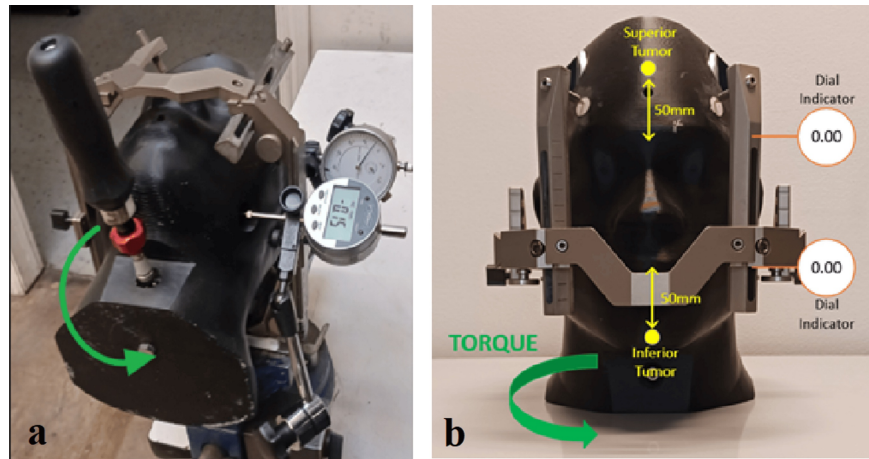 a
Superior
Tumor
50mm
Dial
Indicator
0.00
0.00
Dial
Indicator
50mm
TORQUE
Inferior
Tumor
b